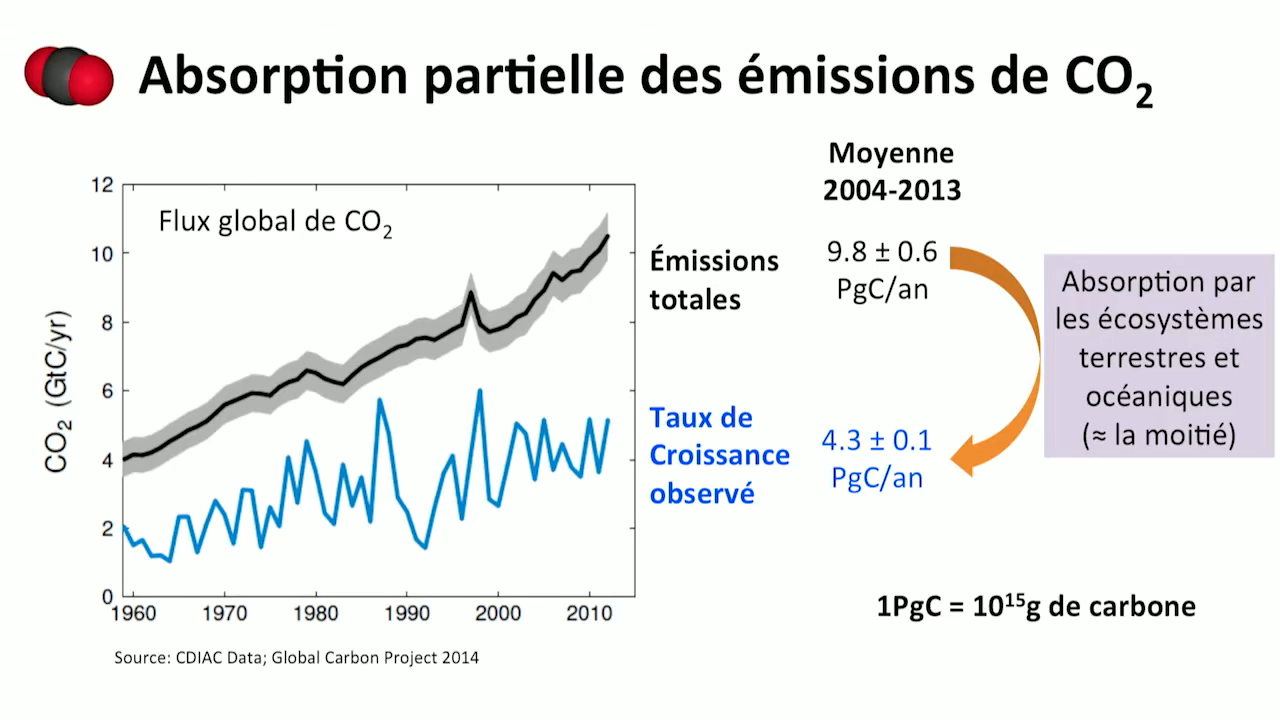 Absorption partielle des émissions de CO₂
Moyenne
2004-2013
12
10
8
6
4
2
0
CO₂ (GtC/yr)
Flux global de CO₂
1960 1970 1980 1990 2000 2010
Émissions
totales
9.8 ± 0.6
PgC/an
Absorption par
les écosystèmes
terrestres et
océaniques
(≈ la moitié)
Taux de
Croissance
observé
4.3 ± 0.1
PgC/an
1PgC = 10¹⁵g de carbone
Source: CDIAC Data; Global Carbon Project 2014